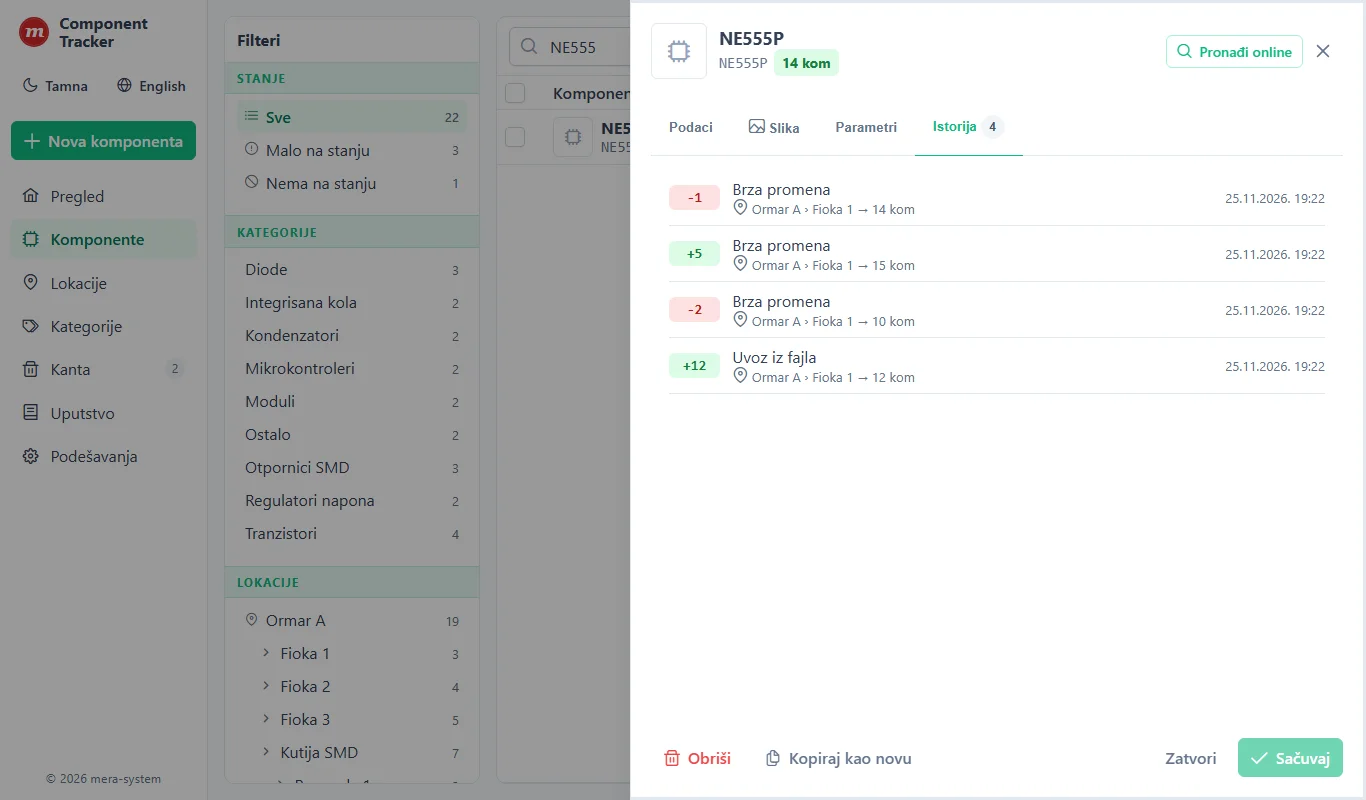 m
Component
Tracker
Tamna
English
Nova komponenta
Pregled
Komponente
Lokacije
Kategorije
Kanta 2
Uputstvo
Podešavanja
© 2026 mera-system
Filteri
STANJE
Sve 22
Malo na stanju 3
Nema na stanju 1
KATEGORIJE
Diode 3
Integrisana kola 2
Kondenzatori 2
Mikrokontroleri 2
Moduli 2
Ostalo 2
Otpornici SMD 3
Regulatori napona 2
Tranzistori 4
LOKACIJE
Ormar A 19
Fioka 1 3
Fioka 2 4
Fioka 3 5
Kutija SMD 7
NE555
Komponen
NE5
NE55
NE555P
NE555P 14 kom
Pronađi online
Podaci
Slika
Parametri
Istorija 4
-1 Brza promena 25.11.2026. 19:22
Ormar A › Fioka 1 → 14 kom
+5 Brza promena 25.11.2026. 19:22
Ormar A › Fioka 1 → 15 kom
-2 Brza promena 25.11.2026. 19:22
Ormar A › Fioka 1 → 10 kom
+12 Uvoz iz fajla 25.11.2026. 19:22
Ormar A › Fioka 1 → 12 kom
Obriši
Kopiraj kao novu
Zatvori
Sačuvaj